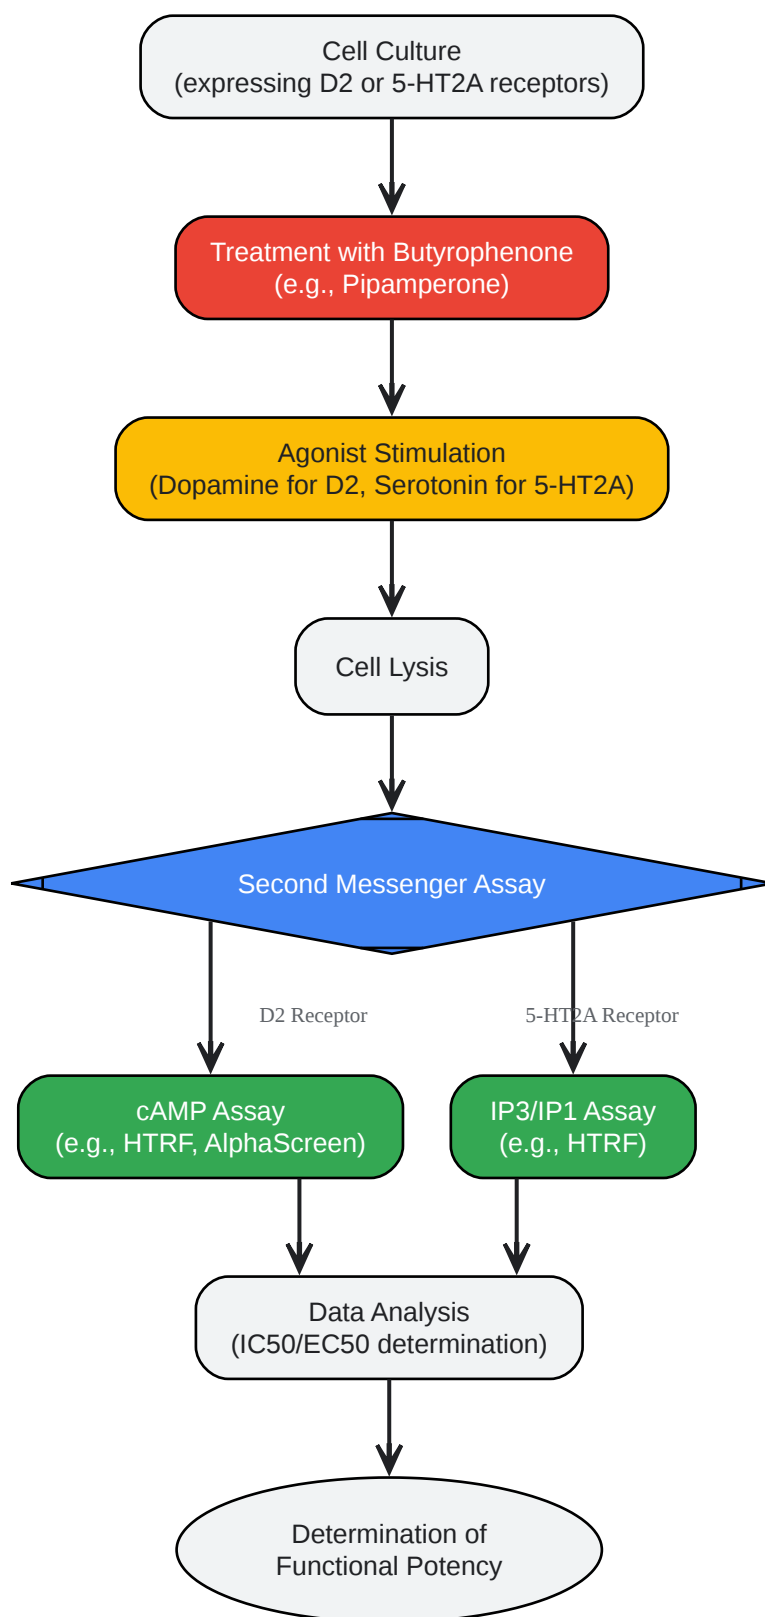 Cell Culture
(expressing D2 or 5-HT2A receptors)
Treatment with Butyrophenone
(e.g., Pipamperone)
Agonist Stimulation
(Dopamine for D2, Serotonin for 5-HT2A)
Cell Lysis
Second Messenger Assay
D2 Receptor
5-HT2A Receptor
cAMP Assay
(e.g., HTRF, AlphaScreen)
IP3/IP1 Assay
(e.g., HTRF)
Data Analysis
(IC50/EC50 determination)
Determination of
Functional Potency